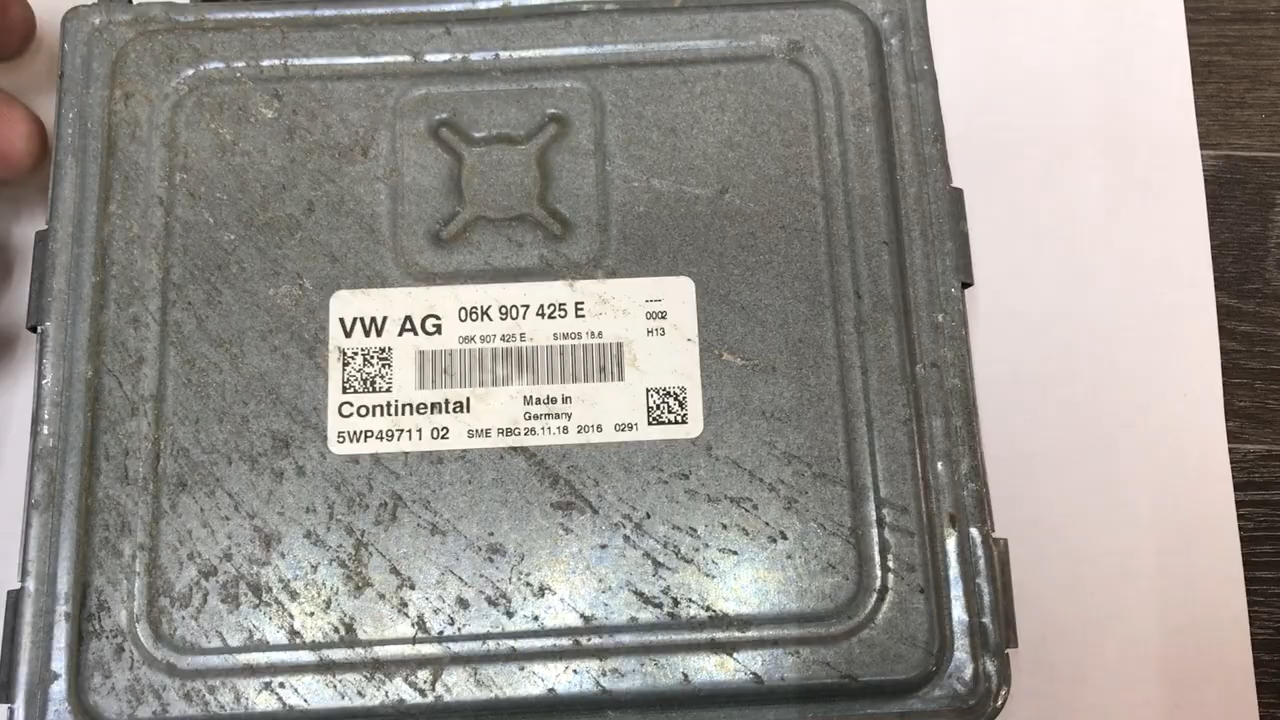 VW AG 06K 907 425 E
----
0002
06K 907 425 E SIMOS 18.6
H13
Continental
Made in
Germany
5WP49711 02 SME RBG 26.11.18 2016 0291